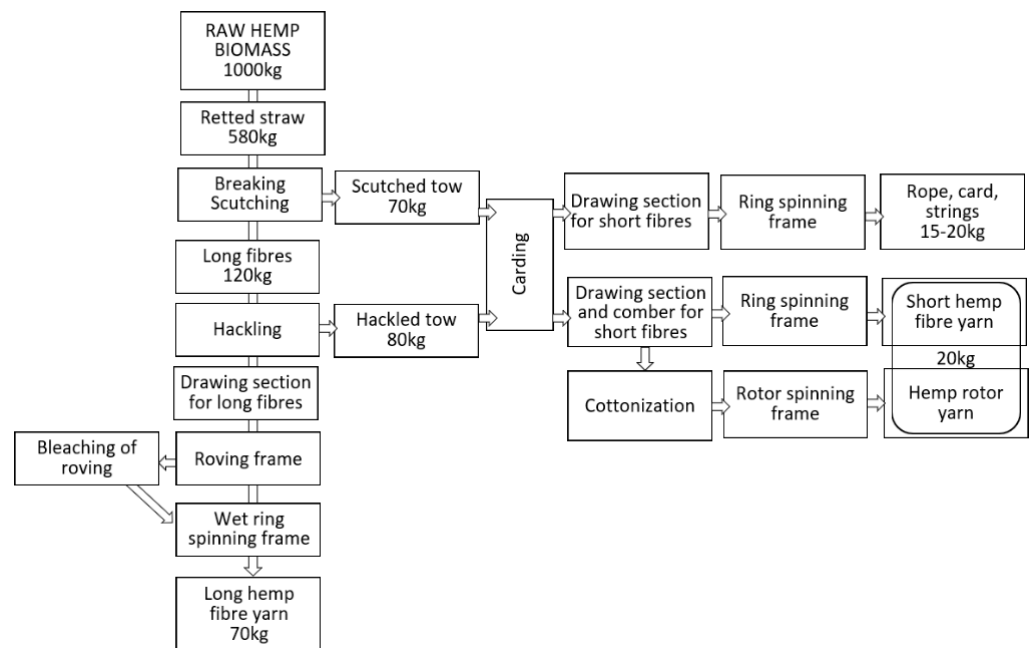 RAW HEMP
BIOMASS
1000kg
Retted straw
580kg
Breaking
Scutching
Scutched tow
70kg
Carding
Drawing section
for short fibres
Ring spinning
frame
Rope, card,
strings
15-20kg
Long fibres
120kg
Hackling
Hackled tow
80kg
Drawing section
and comber for
short fibres
Ring spinning
frame
Short hemp
fibre yarn
20kg
Cottonization
Rotor spinning
frame
Hemp rotor
yarn
Drawing section
for long fibres
Roving frame
Bleaching of
roving
Wet ring
spinning frame
Long hemp
fibre yarn
70kg